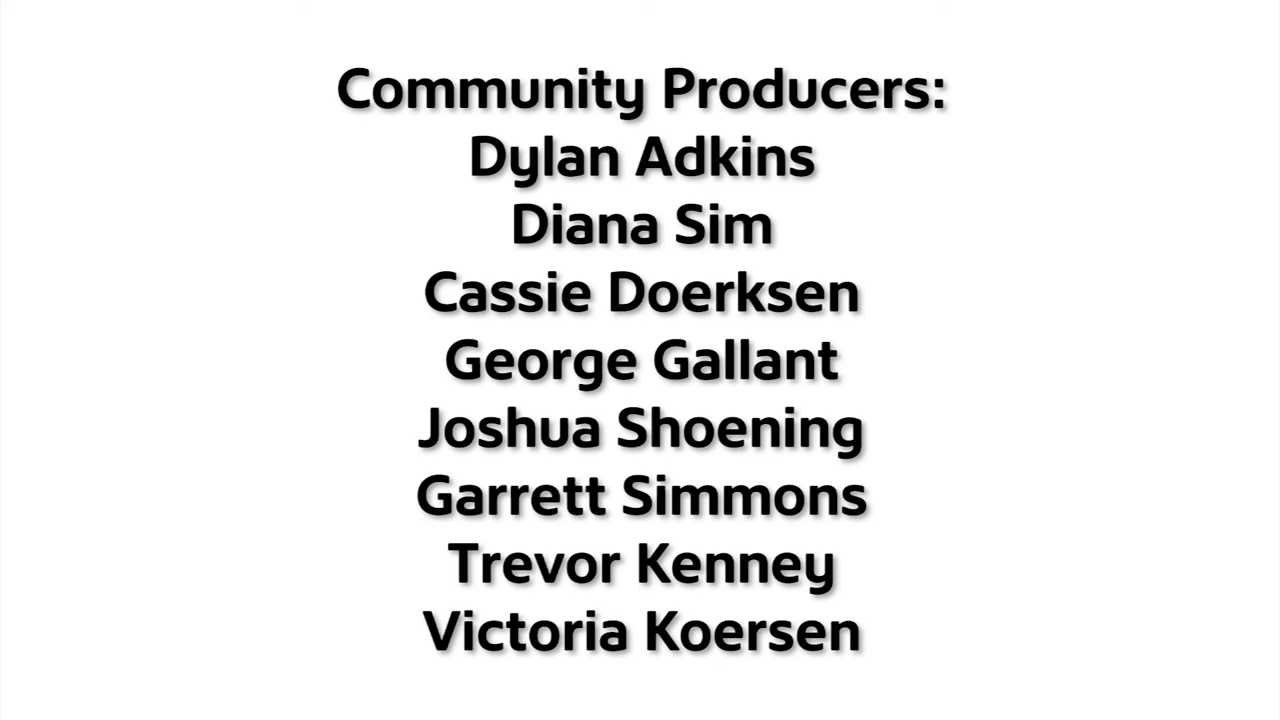 Community Producers:
Dylan Adkins
Diana Sim
Cassie Doerksen
George Gallant
Joshua Shoening
Garrett Simmons
Trevor Kenney
Victoria Koersen